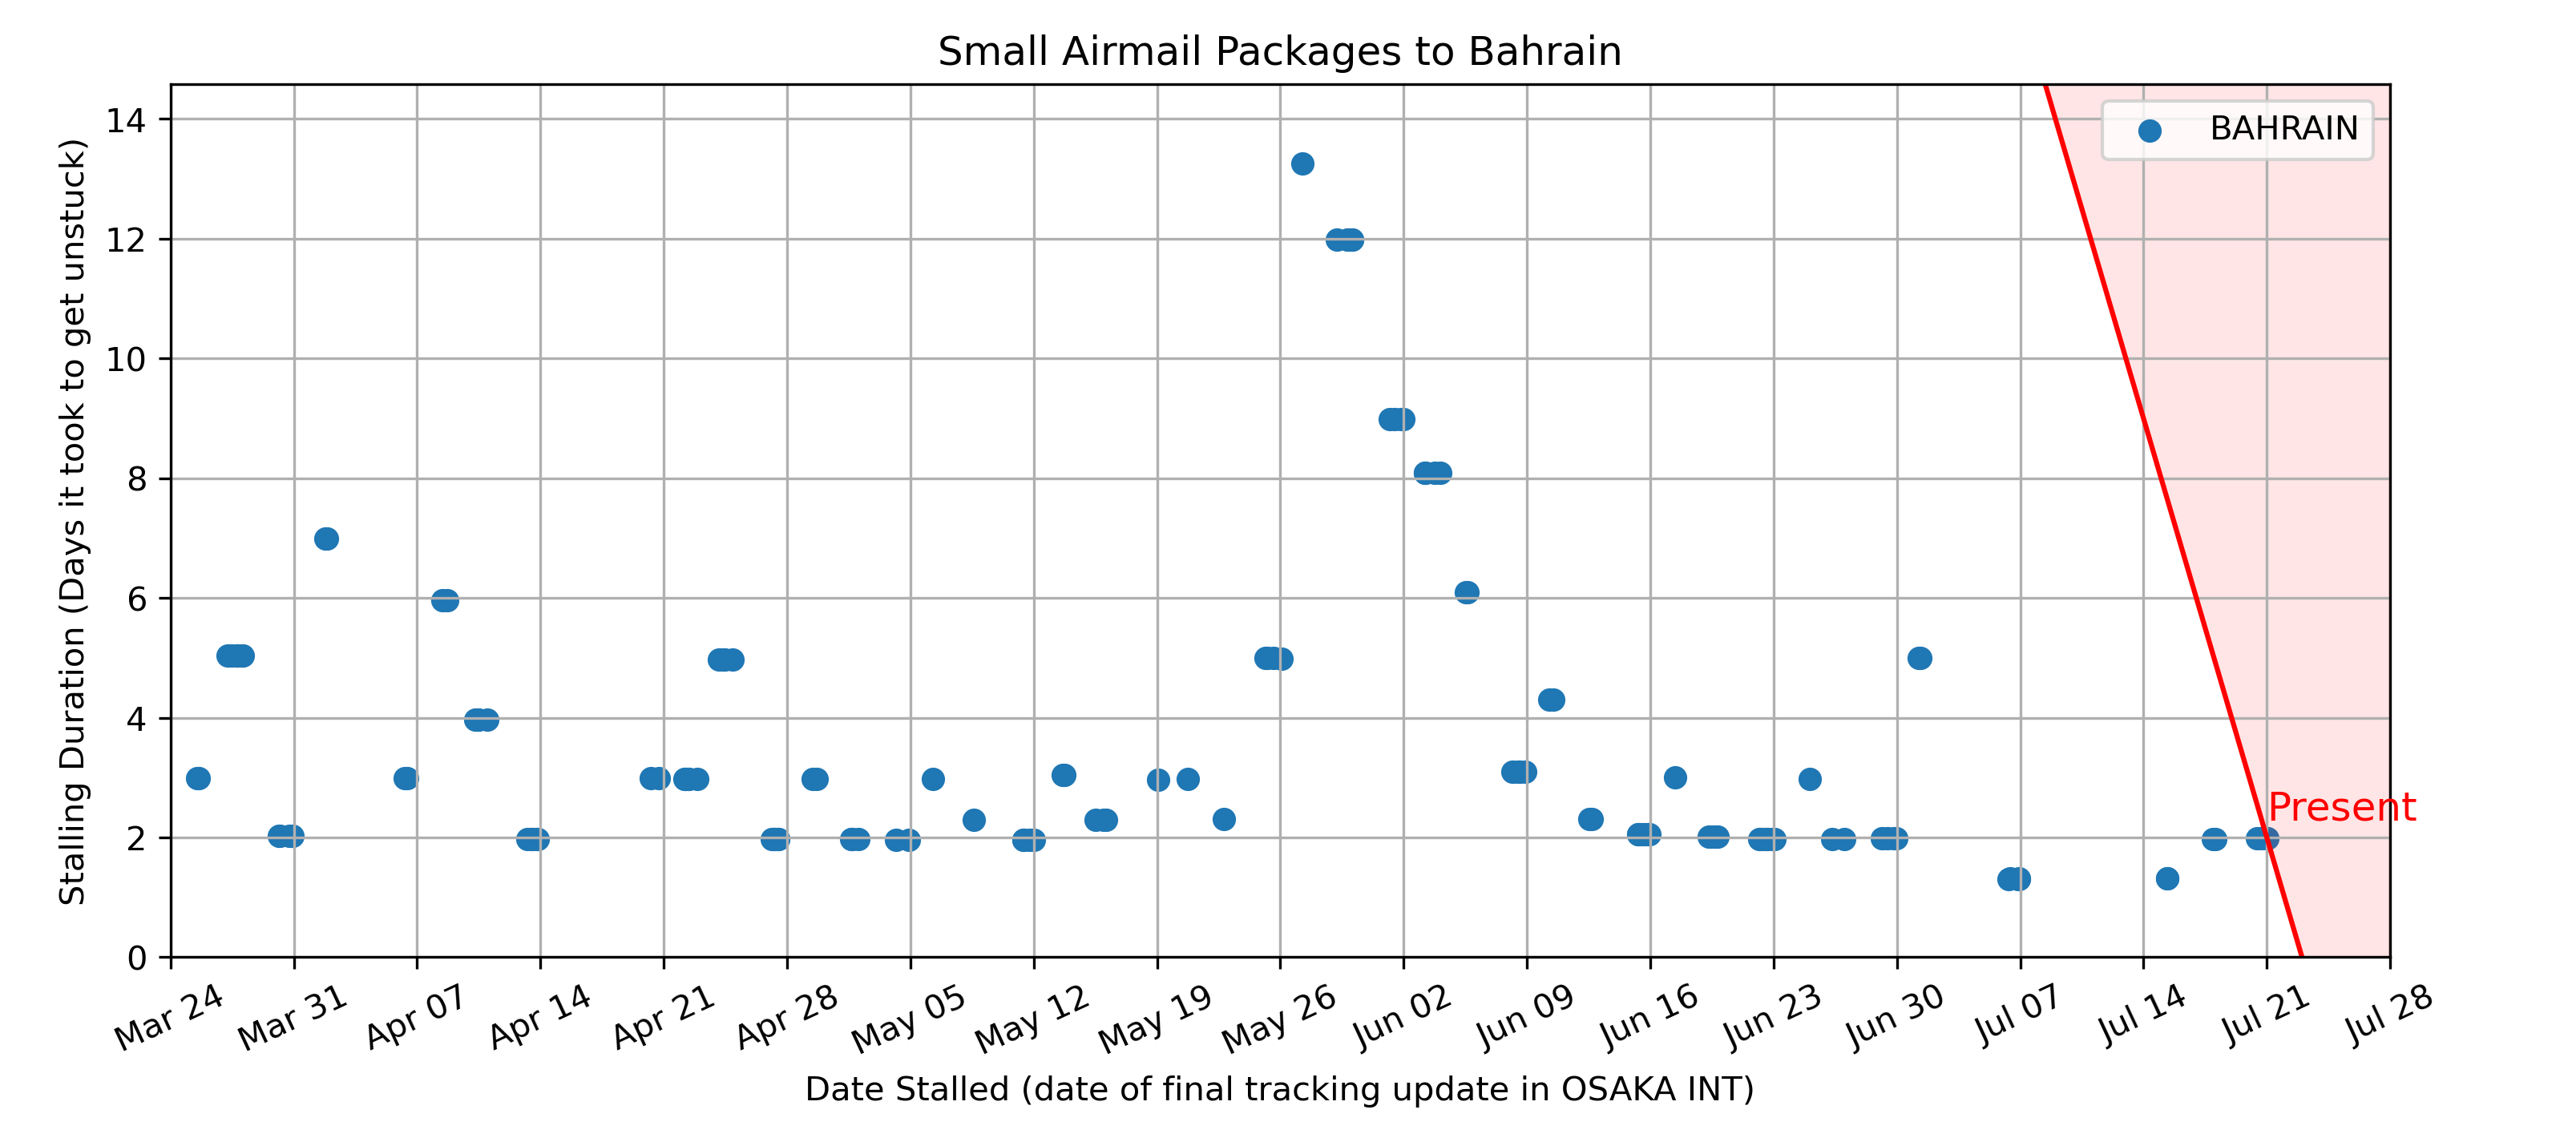 Small Airmail Packages to Bahrain
Stalling Duration (Days it took to get unstuck)
14
12
10
8
6
4
2
0
BAHRAIN
Present
Mar 24 Mar 31 Apr 07 Apr 14 Apr 21 Apr 28 May 05 May 12 May 19 May 26 Jun 02 Jun 09 Jun 16 Jun 23 Jun 30 Jul 07 Jul 14 Jul 21 Jul 28
Date Stalled (date of final tracking update in OSAKA INT)